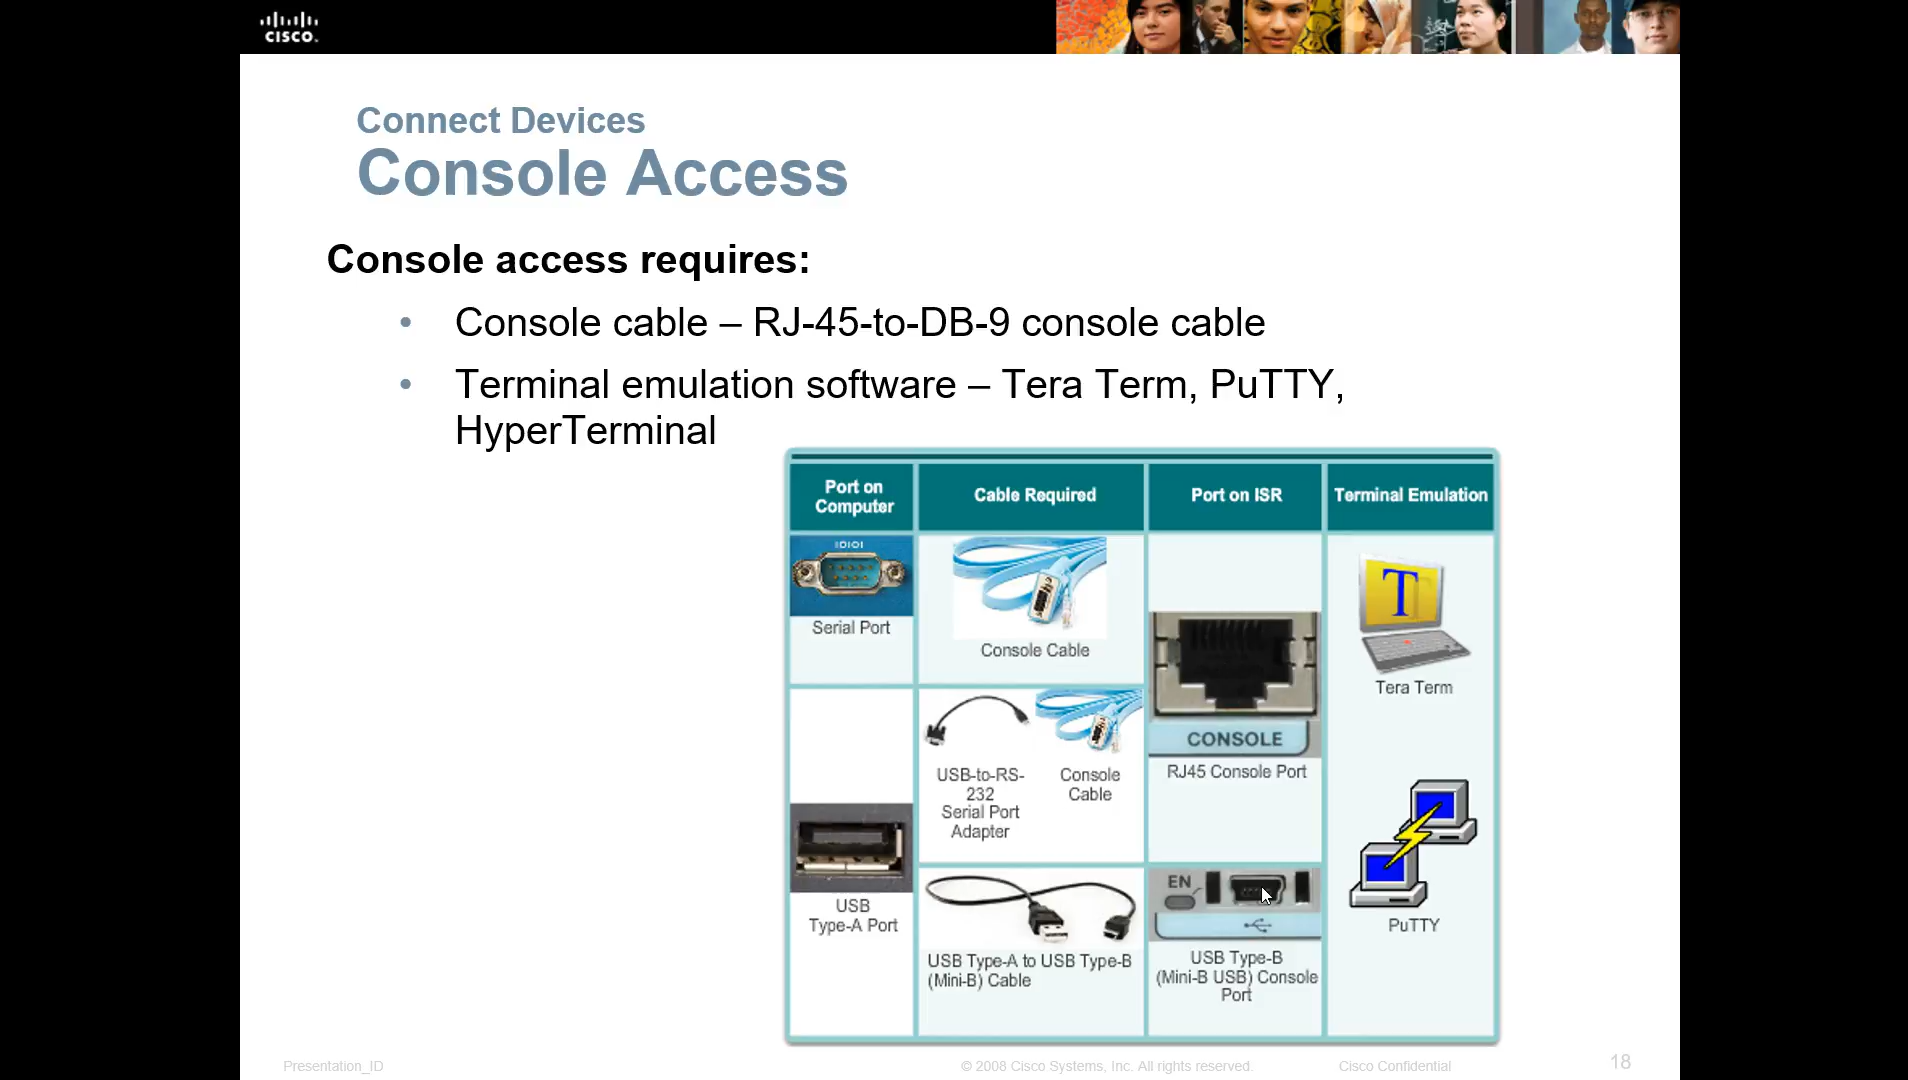 CISCO
Connect Devices
Console Access
Console access requires:
• Console cable – RJ-45-to-DB-9 console cable
• Terminal emulation software – Tera Term, PuTTY,
HyperTerminal
Port on
Computer
Cable Required
Port on ISR
Terminal Emulation
IOIOI
Serial Port
Console Cable
CONSOLE
RJ45 Console Port
T
Tera Term
USB-to-RS-
232
Serial Port
Adapter
Console
Cable
USB
Type-A Port
USB Type-A to USB Type-B
(Mini-B) Cable
EN
USB Type-B
(Mini-B USB) Console
Port
PuTTY
Presentation_ID
© 2008 Cisco Systems, Inc. All rights reserved.
Cisco Confidential
18